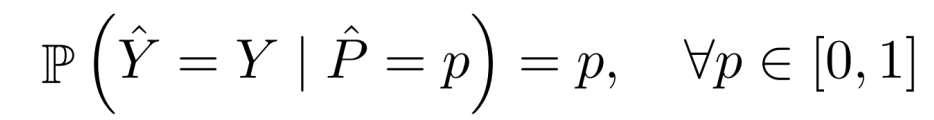 ℙ(Ŷ = Y | P̂ = p) = p, ∀p ∈ [0, 1]